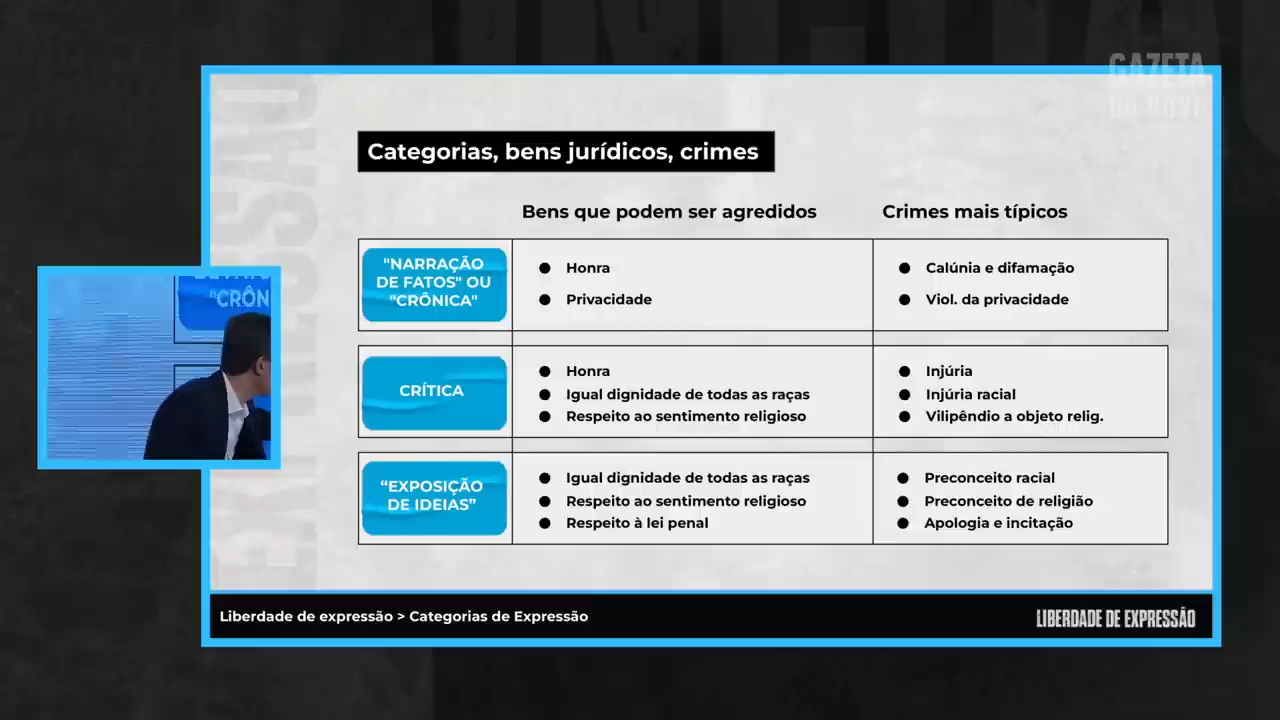 GAZETA
DO POVO
Categorias, bens jurídicos, crimes
Bens que podem ser agredidos
Crimes mais típicos
"NARRAÇÃO
DE FATOS" OU
"CRÔNICA"
Honra
Privacidade
Calúnia e difamação
Viol. da privacidade
CRÍTICA
Honra
Igual dignidade de todas as raças
Respeito ao sentimento religioso
Injúria
Injúria racial
Vilipêndio a objeto relig.
“EXPOSIÇÃO
DE IDEIAS”
Igual dignidade de todas as raças
Respeito ao sentimento religioso
Respeito à lei penal
Preconceito racial
Preconceito de religião
Apologia e incitação
"CRÔN
Liberdade de expressão > Categorias de Expressão
LIBERDADE DE EXPRESSÃO